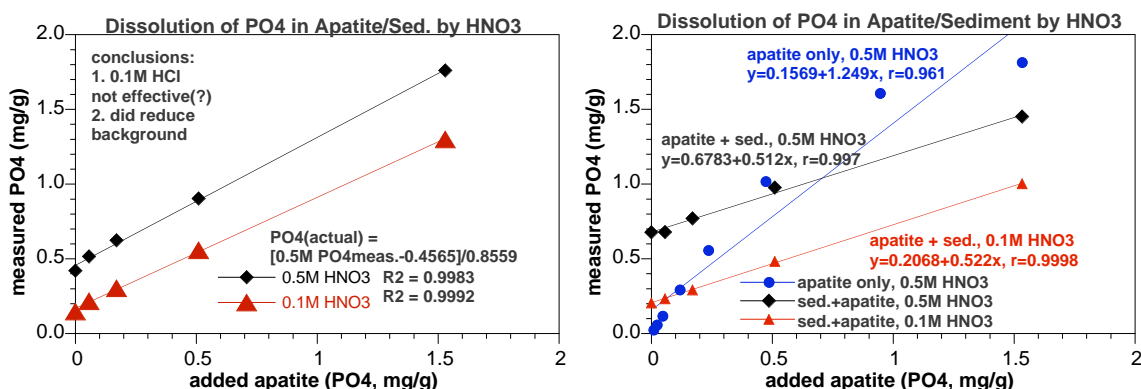 Dissolution of PO4 in Apatite/Sed. by HNO3
2.0
1.5
1.0
0.5
0.0
measured PO4 (mg/g)
conclusions:
1. 0.1M HCl
not effective(?)
2. did reduce
background
PO4(actual) =
[0.5M PO4meas.-0.4565]/0.8559
0.5M HNO3 R2 = 0.9983
0.1M HNO3 R2 = 0.9992
0 0.5 1 1.5 2
added apatite (PO4, mg/g)
Dissolution of PO4 in Apatite/Sediment by HNO3
2.0
1.5
1.0
0.5
0.0
measured PO4 (mg/g)
apatite only, 0.5M HNO3
y=0.1569+1.249x, r=0.961
apatite + sed., 0.5M HNO3
y=0.6783+0.512x, r=0.997
apatite + sed., 0.1M HNO3
y=0.2068+0.522x, r=0.9998
apatite only, 0.5M HNO3
sed.+apatite, 0.5M HNO3
sed.+apatite, 0.1M HNO3
0 0.5 1 1.5 2
added apatite (PO4, mg/g)